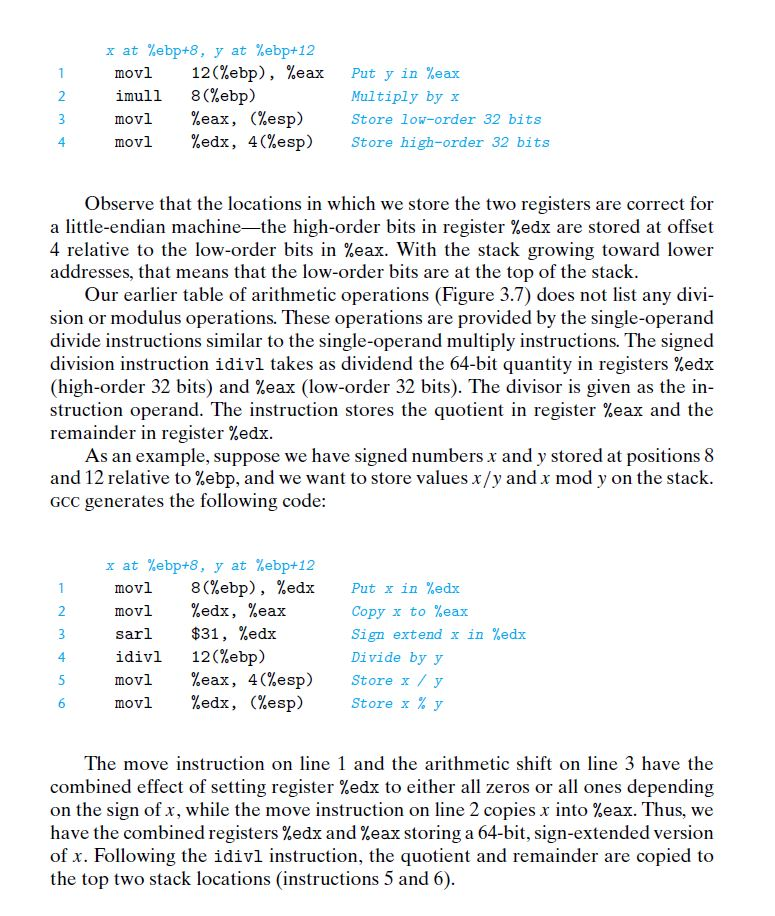 x at %ebp+8, y at %ebp+12
1 movl 12(%ebp), %eax Put y in %eax
2 imull 8(%ebp) Multiply by x
3 movl %eax, (%esp) Store low-order 32 bits
4 movl %edx, 4(%esp) Store high-order 32 bits
Observe that the locations in which we store the two registers are correct for
a little-endian machine—the high-order bits in register %edx are stored at offset
4 relative to the low-order bits in %eax. With the stack growing toward lower
addresses, that means that the low-order bits are at the top of the stack.
Our earlier table of arithmetic operations (Figure 3.7) does not list any divi-
sion or modulus operations. These operations are provided by the single-operand
divide instructions similar to the single-operand multiply instructions. The signed
division instruction idivl takes as dividend the 64-bit quantity in registers %edx
(high-order 32 bits) and %eax (low-order 32 bits). The divisor is given as the in-
struction operand. The instruction stores the quotient in register %eax and the
remainder in register %edx.
As an example, suppose we have signed numbers x and y stored at positions 8
and 12 relative to %ebp, and we want to store values x/y and x mod y on the stack.
GCC generates the following code:
x at %ebp+8, y at %ebp+12
1 movl 8(%ebp), %edx Put x in %edx
2 movl %edx, %eax Copy x to %eax
3 sarl $31, %edx Sign extend x in %edx
4 idivl 12(%ebp) Divide by y
5 movl %eax, 4(%esp) Store x / y
6 movl %edx, (%esp) Store x % y
The move instruction on line 1 and the arithmetic shift on line 3 have the
combined effect of setting register %edx to either all zeros or all ones depending
on the sign of x, while the move instruction on line 2 copies x into %eax. Thus, we
have the combined registers %edx and %eax storing a 64-bit, sign-extended version
of x. Following the idivl instruction, the quotient and remainder are copied to
the top two stack locations (instructions 5 and 6).